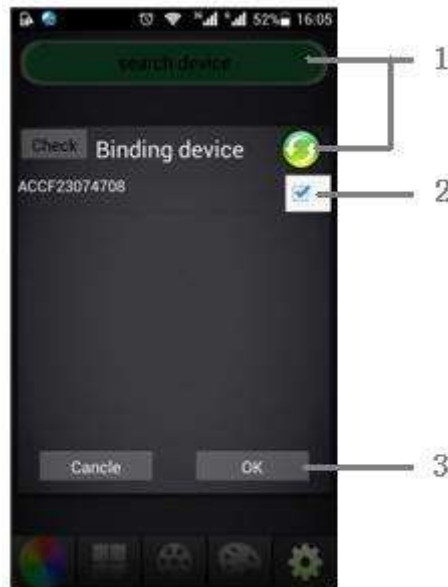 52% 16:05
search device
1
Check Binding device
ACCF23074708
2
Cancle OK
3